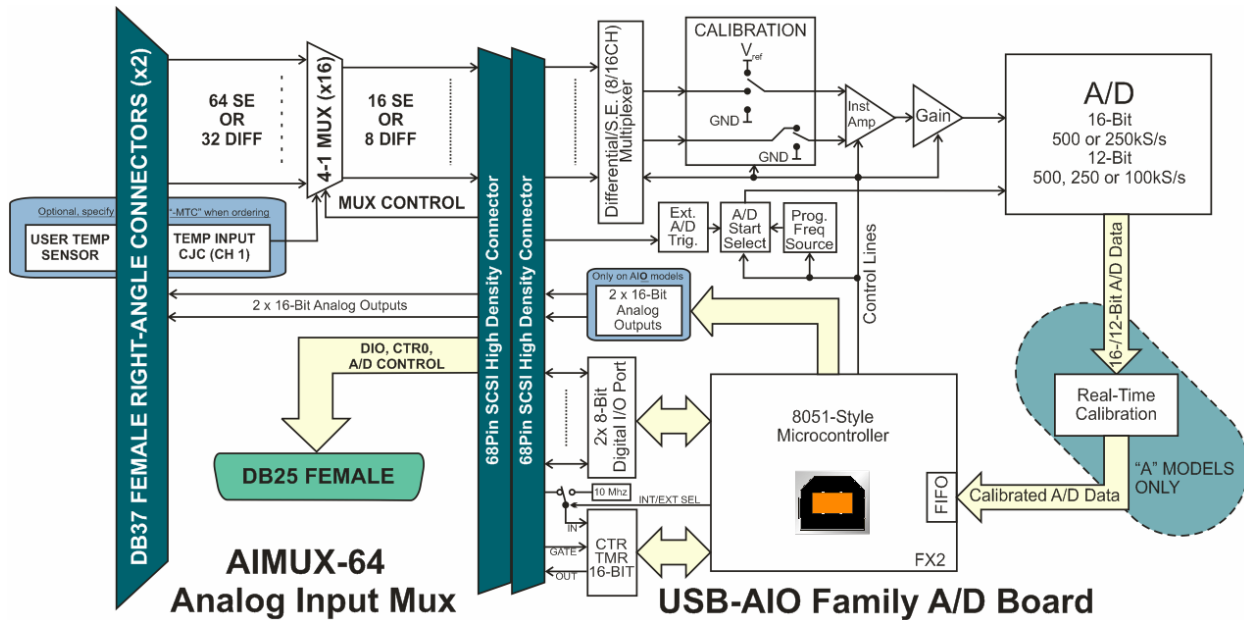 DB37 FEMALE RIGHT-ANGLE CONNECTORS (x2)
64 SE
OR
32 DIFF
4-1 MUX (x16)
16 SE
OR
8 DIFF
MUX CONTROL
Optional, specify "-MTC" when ordering
USER TEMP
SENSOR
TEMP INPUT
CJC (CH 1)
2 x 16-Bit Analog Outputs
DIO, CTR0,
A/D CONTROL
DB25 FEMALE
AIMUX-64
Analog Input Mux
68Pin SCSI High Density Connector
68Pin SCSI High Density Connector
Differential/S.E. (8/16CH)
Multiplexer
CALIBRATION
Vref
GND
GND
Inst
Amp
Gain
A/D
16-Bit
500 or 250kS/s
12-Bit
500, 250 or 100kS/s
Ext.
A/D
Trig.
A/D
Start
Select
Prog.
Freq
Source
Control Lines
Only on AIO models
2 x 16-Bit
Analog
Outputs
16-/12-Bit A/D Data
2x 8-Bit
Digital I/O Port
8051-Style
Microcontroller
Real-Time
Calibration
"A" MODELS
ONLY
FIFO
Calibrated A/D Data
10 Mhz
INT/EXT SEL
IN
GATE
OUT
CTR
TMR
16-BIT
FX2
USB-AIO Family A/D Board